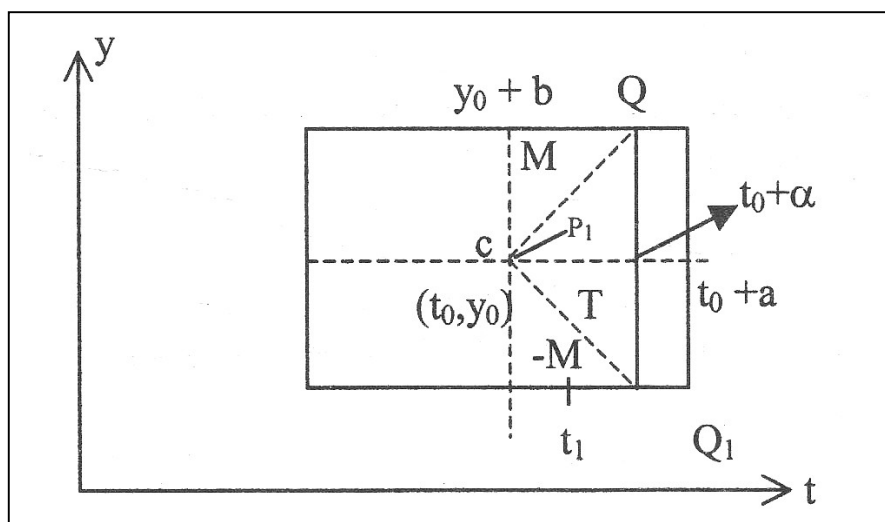 y
y₀ + b Q
M
t₀+α
P₁
c
(t₀,y₀) T t₀ +a
-M
t₁ Q₁
t